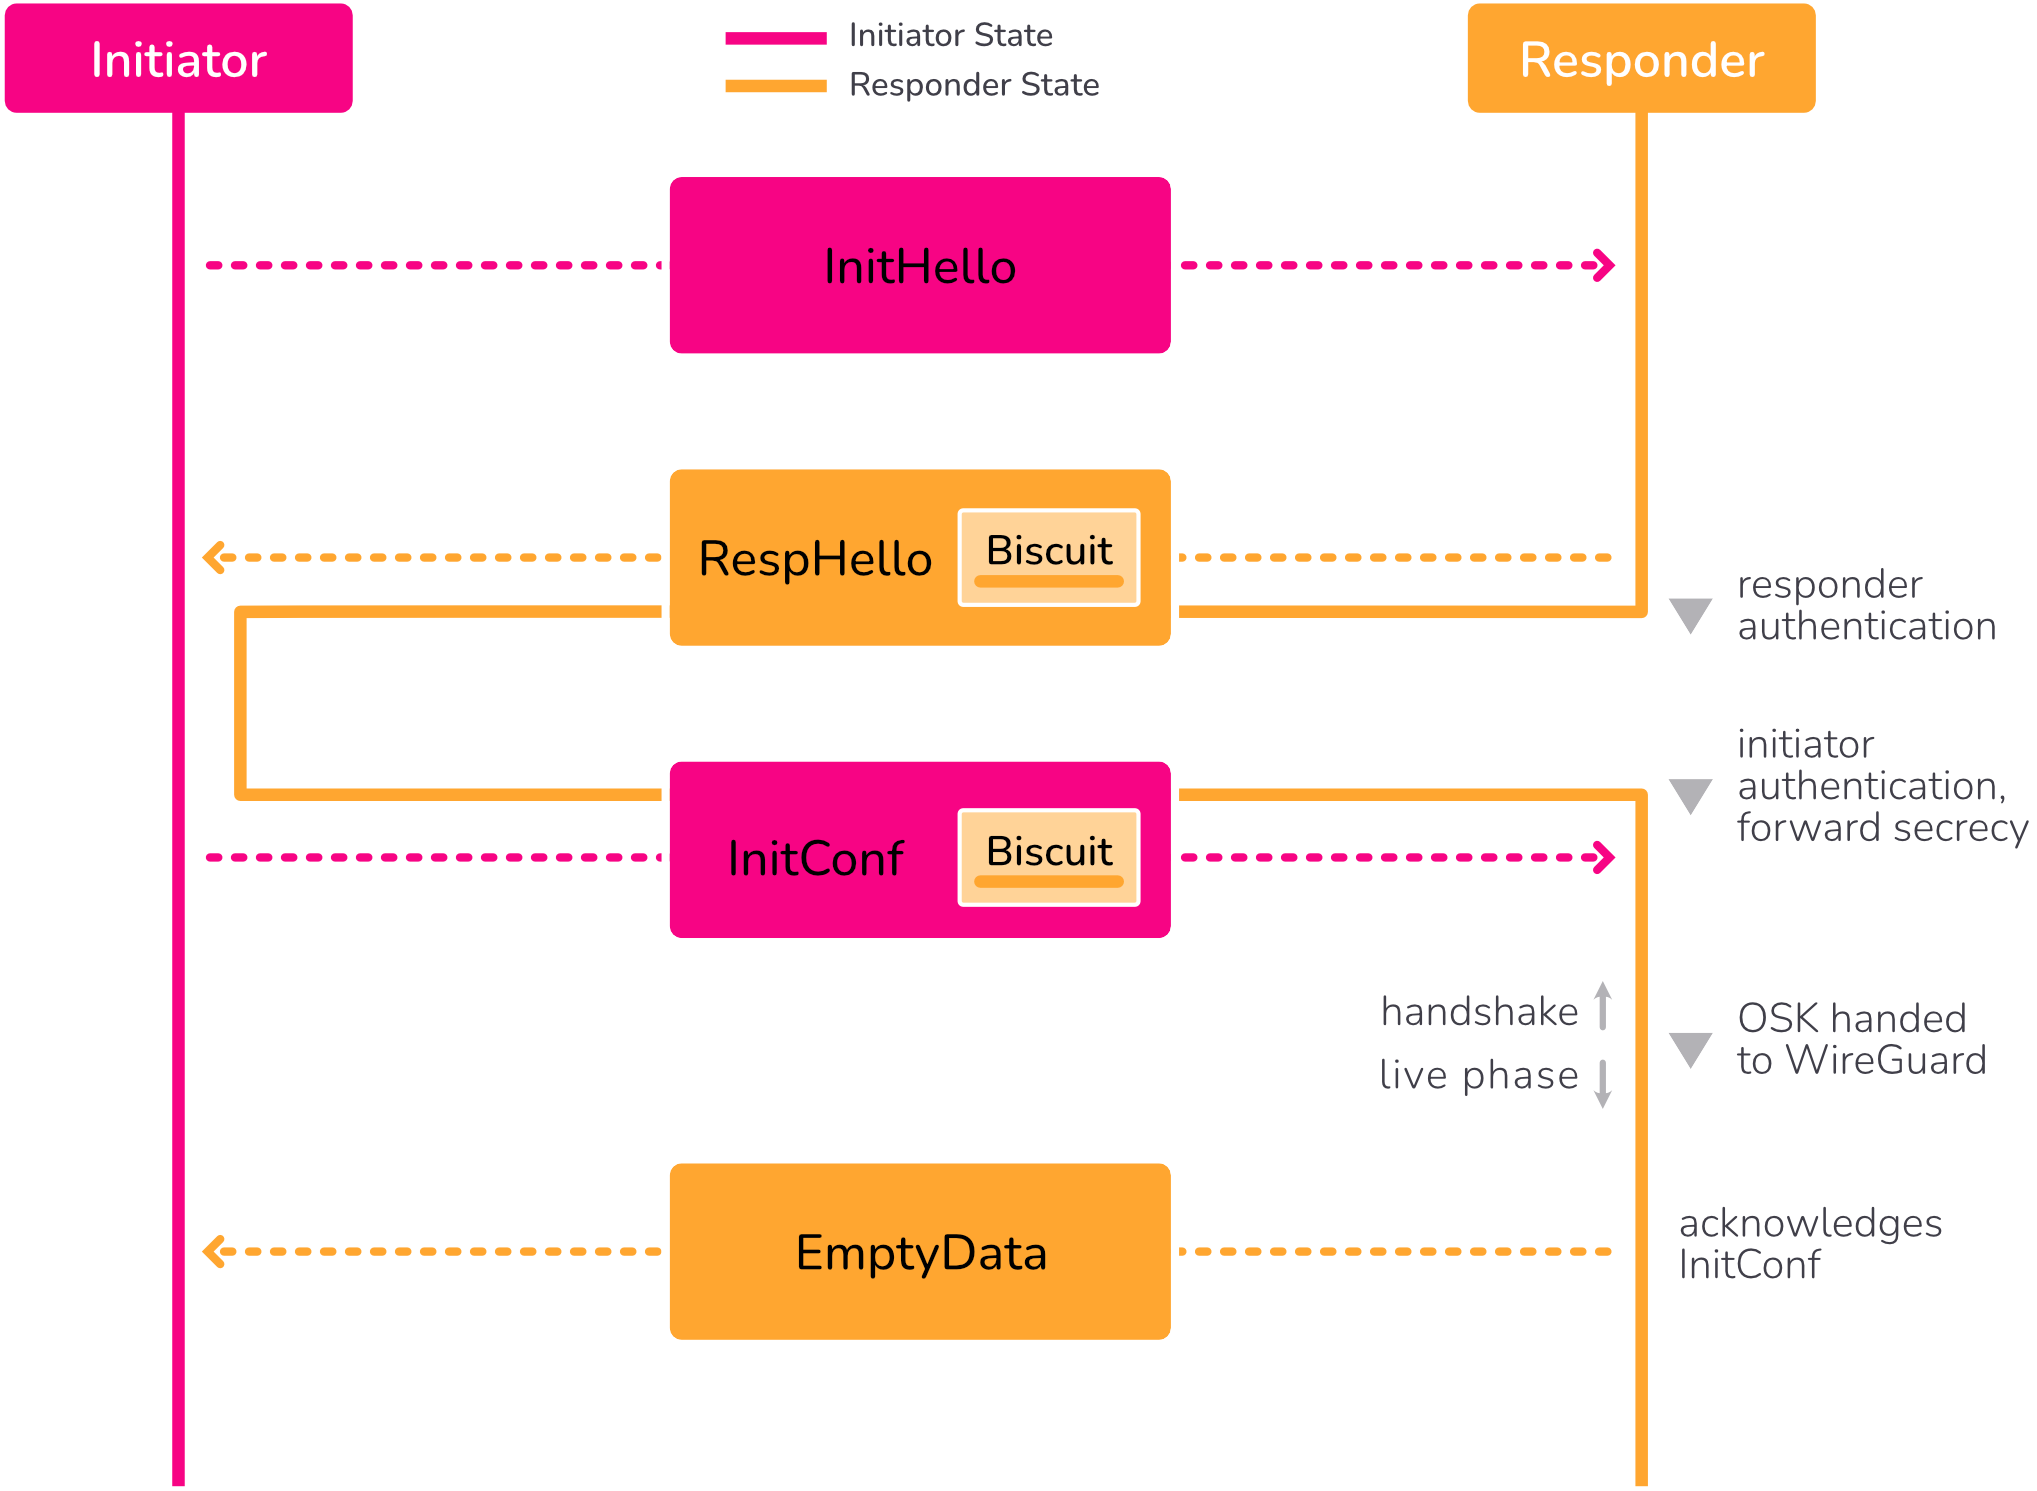 Initiator
Initiator State
Responder State
Responder
InitHello
RespHello
Biscuit
responder
authentication
initiator
authentication,
forward secrecy
InitConf
Biscuit
handshake
live phase
OSK handed
to WireGuard
EmptyData
acknowledges
InitConf